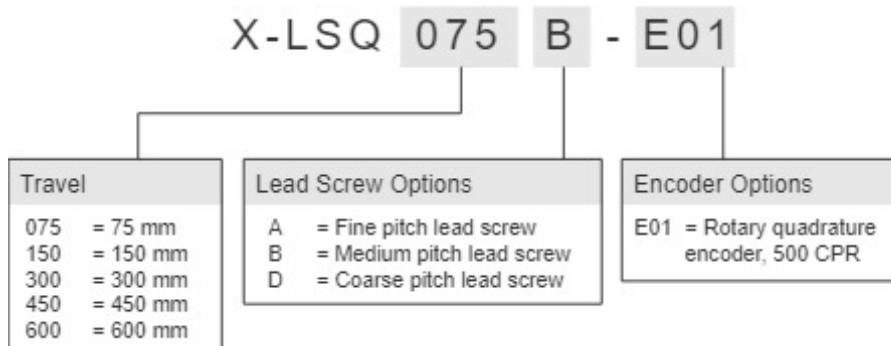 X-LSQ 075 B - E01
Travel
075 = 75 mm
150 = 150 mm
300 = 300 mm
450 = 450 mm
600 = 600 mm
Lead Screw Options
A = Fine pitch lead screw
B = Medium pitch lead screw
D = Coarse pitch lead screw
Encoder Options
E01 = Rotary quadrature
encoder, 500 CPR